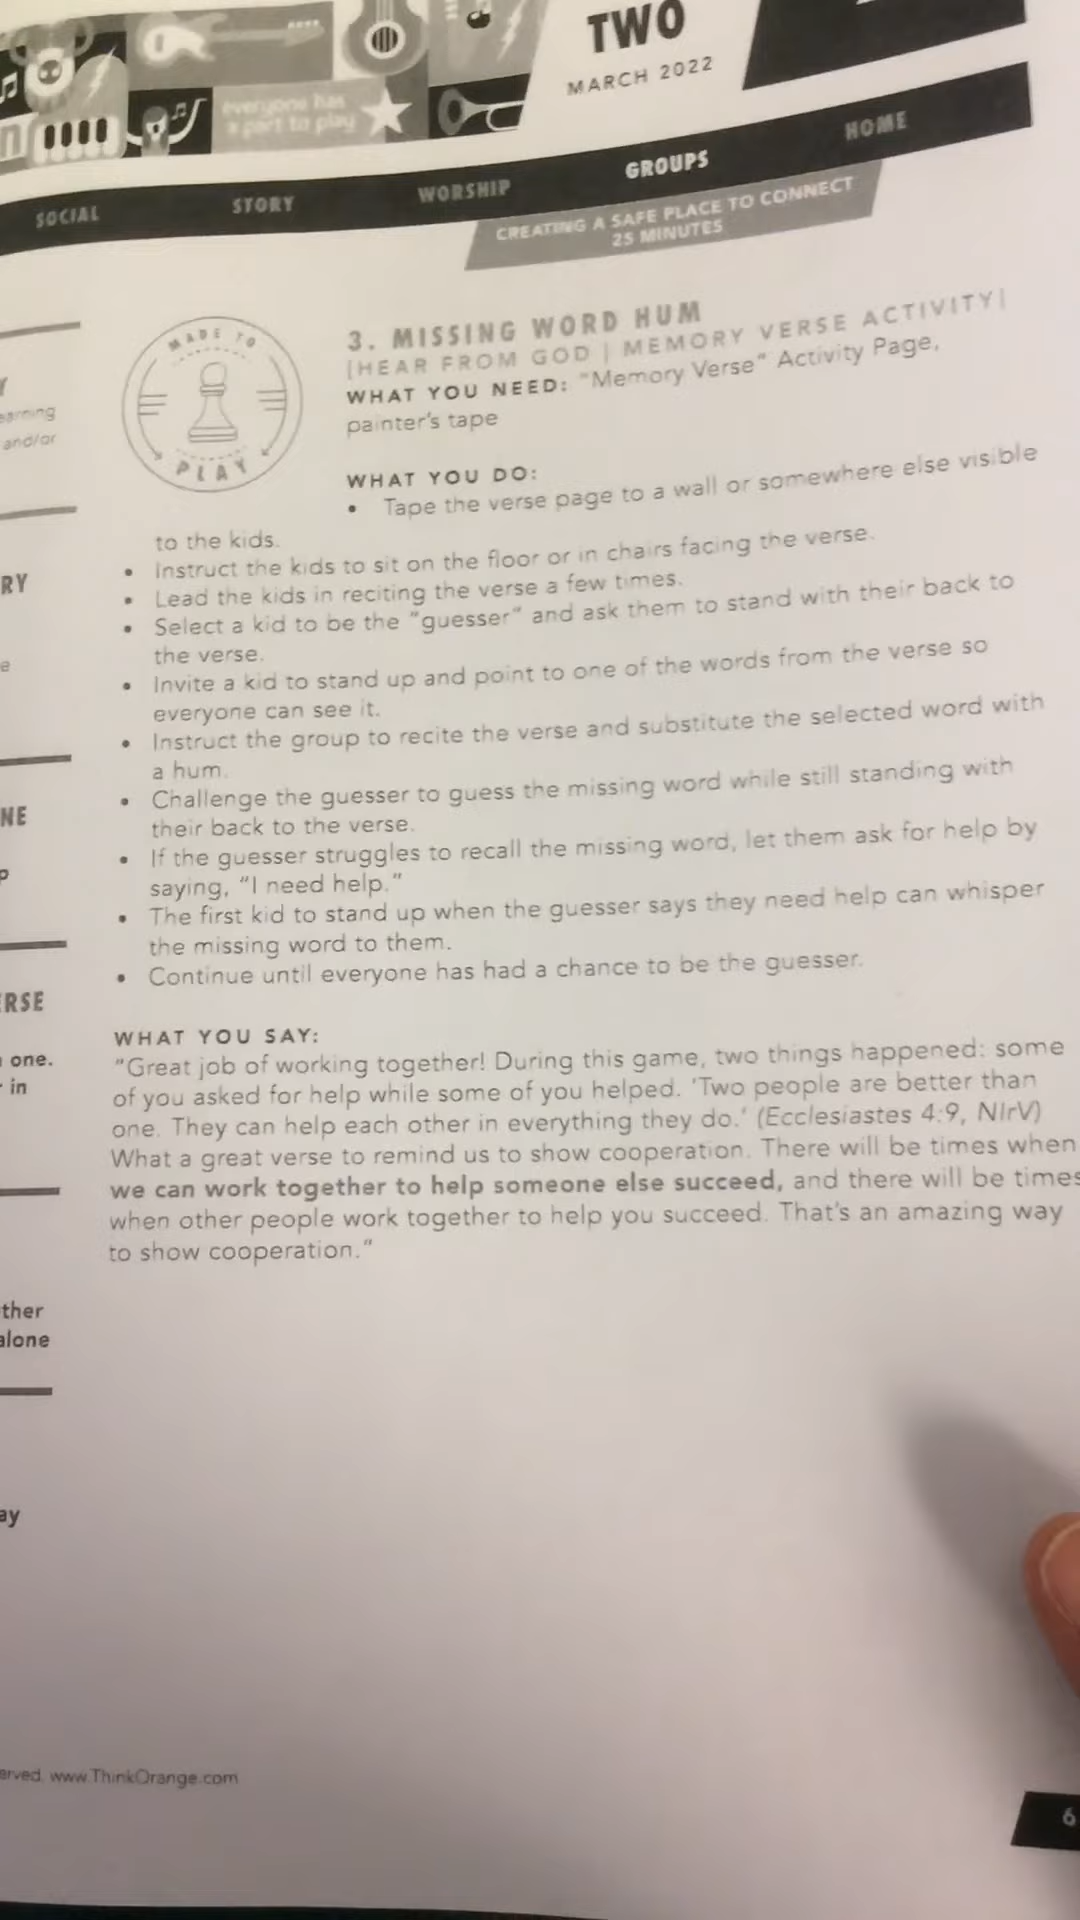 TWO
MARCH 2022
everyone has
a part to play
SOCIAL
STORY
WORSHIP
GROUPS
HOME
CREATING A SAFE PLACE TO CONNECT
25 MINUTES
MADE TO
PLAY
3. MISSING WORD HUM
[HEAR FROM GOD | MEMORY VERSE ACTIVITY]
WHAT YOU NEED: "Memory Verse" Activity Page,
painter's tape
WHAT YOU DO:
• Tape the verse page to a wall or somewhere else visible
to the kids.
• Instruct the kids to sit on the floor or in chairs facing the verse.
• Lead the kids in reciting the verse a few times.
• Select a kid to be the "guesser" and ask them to stand with their back to
the verse.
• Invite a kid to stand up and point to one of the words from the verse so
everyone can see it.
• Instruct the group to recite the verse and substitute the selected word with
a hum.
• Challenge the guesser to guess the missing word while still standing with
their back to the verse.
• If the guesser struggles to recall the missing word, let them ask for help by
saying, "I need help."
• The first kid to stand up when the guesser says they need help can whisper
the missing word to them.
• Continue until everyone has had a chance to be the guesser.
WHAT YOU SAY:
"Great job of working together! During this game, two things happened: some
of you asked for help while some of you helped. 'Two people are better than
one. They can help each other in everything they do.' (Ecclesiastes 4:9, NIrV)
What a great verse to remind us to show cooperation. There will be times when
we can work together to help someone else succeed, and there will be times
when other people work together to help you succeed. That's an amazing way
to show cooperation."
and/or
RY
NE
one.
in
alone
www.ThinkOrange.com
6